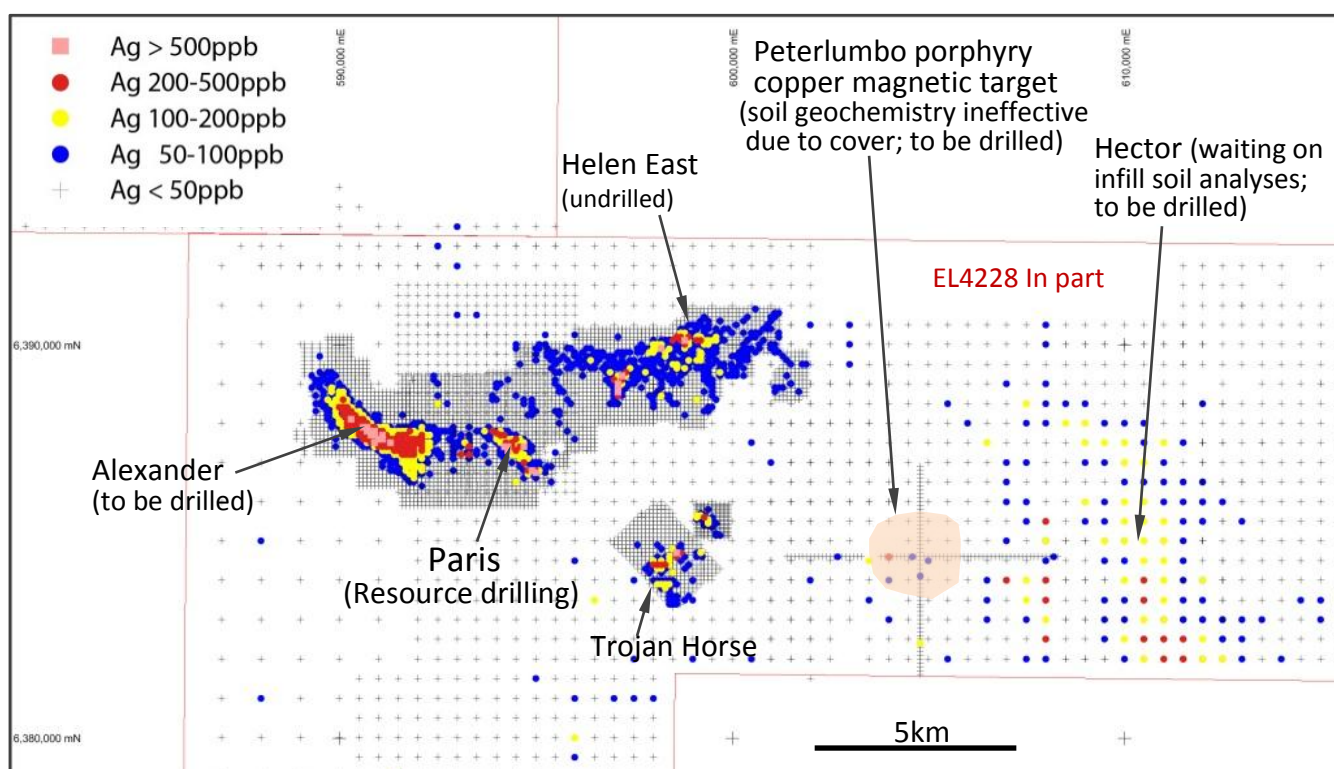 Ag > 500ppb
Ag 200-500ppb
Ag 100-200ppb
Ag 50-100ppb
Ag < 50ppb
590,000 mE
600,000 mE
610,000 mE
Peterlumbo porphyry
copper magnetic target
(soil geochemistry ineffective
due to cover; to be drilled)
Hector (waiting on
infill soil analyses;
to be drilled)
Helen East
(undrilled)
EL4228 In part
6,390,000 mN
Alexander
(to be drilled)
Paris
(Resource drilling)
Trojan Horse
6,380,000 mN
5km